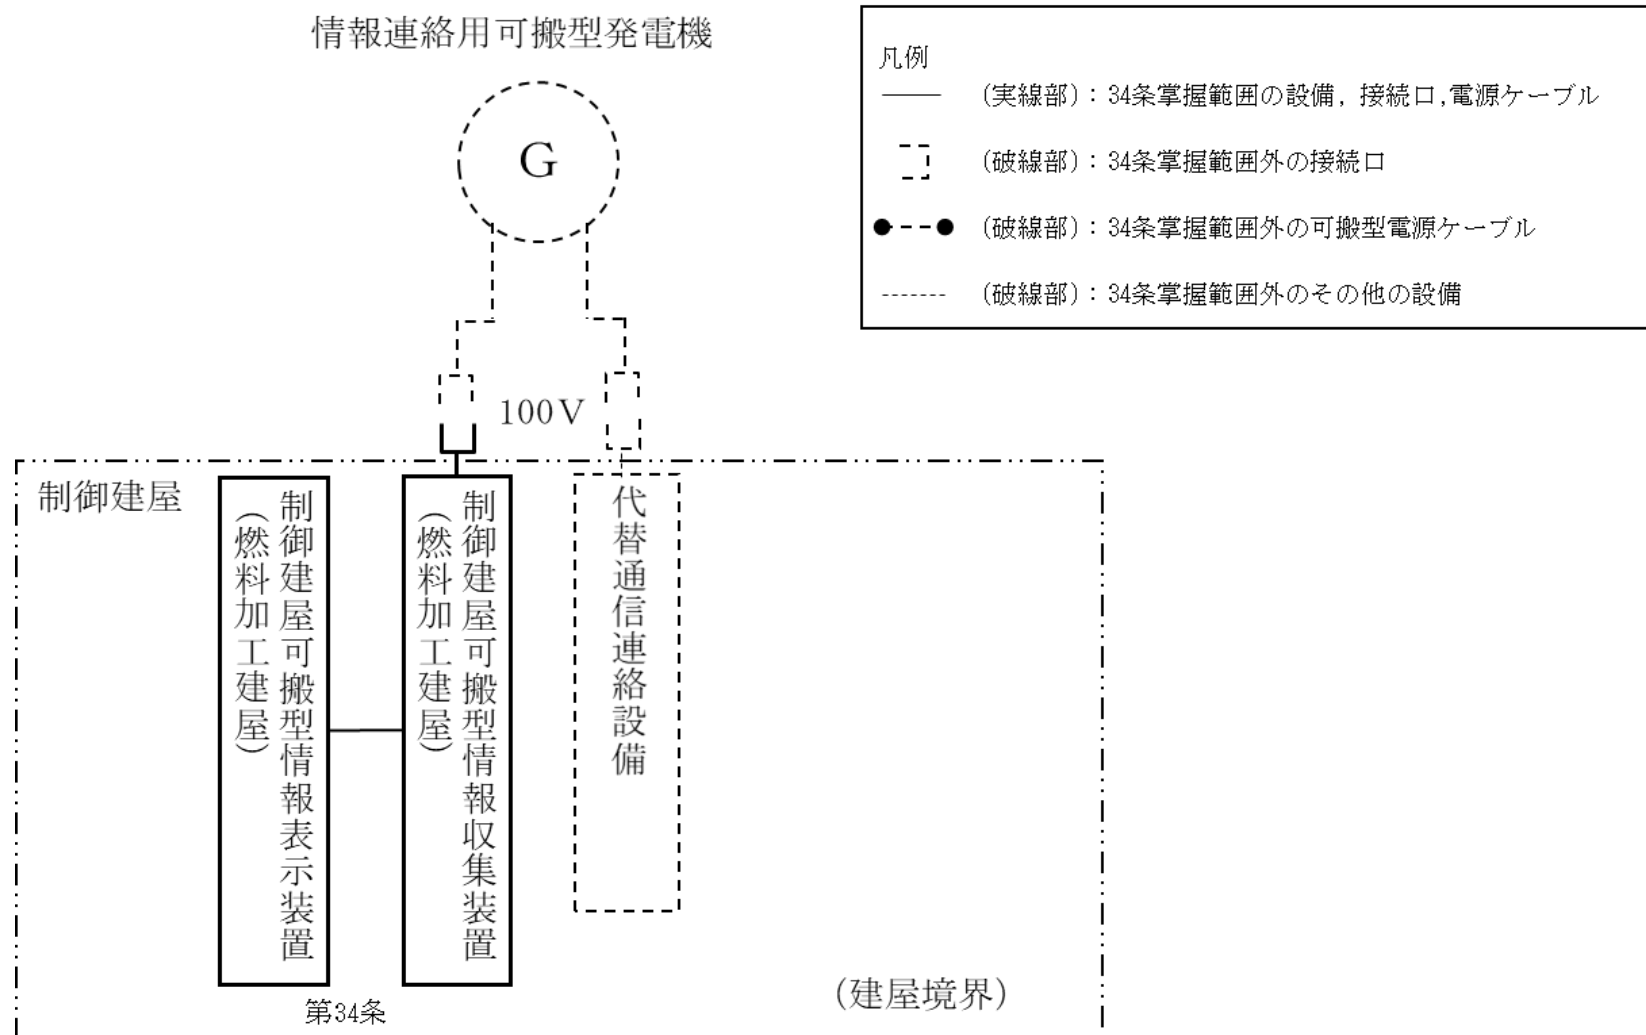 情報連絡用可搬型発電機
G
100V
凡例
(実線部):34条掌握範囲の設備,接続口,電源ケーブル
(破線部):34条掌握範囲外の接続口
(破線部):34条掌握範囲外の可搬型電源ケーブル
(破線部):34条掌握範囲外のその他の設備
制御建屋
制御建屋可搬型情報表示装置
(燃料加工建屋)
制御建屋可搬型情報収集装置
(燃料加工建屋)
代替通信連絡設備
第34条
(建屋境界)